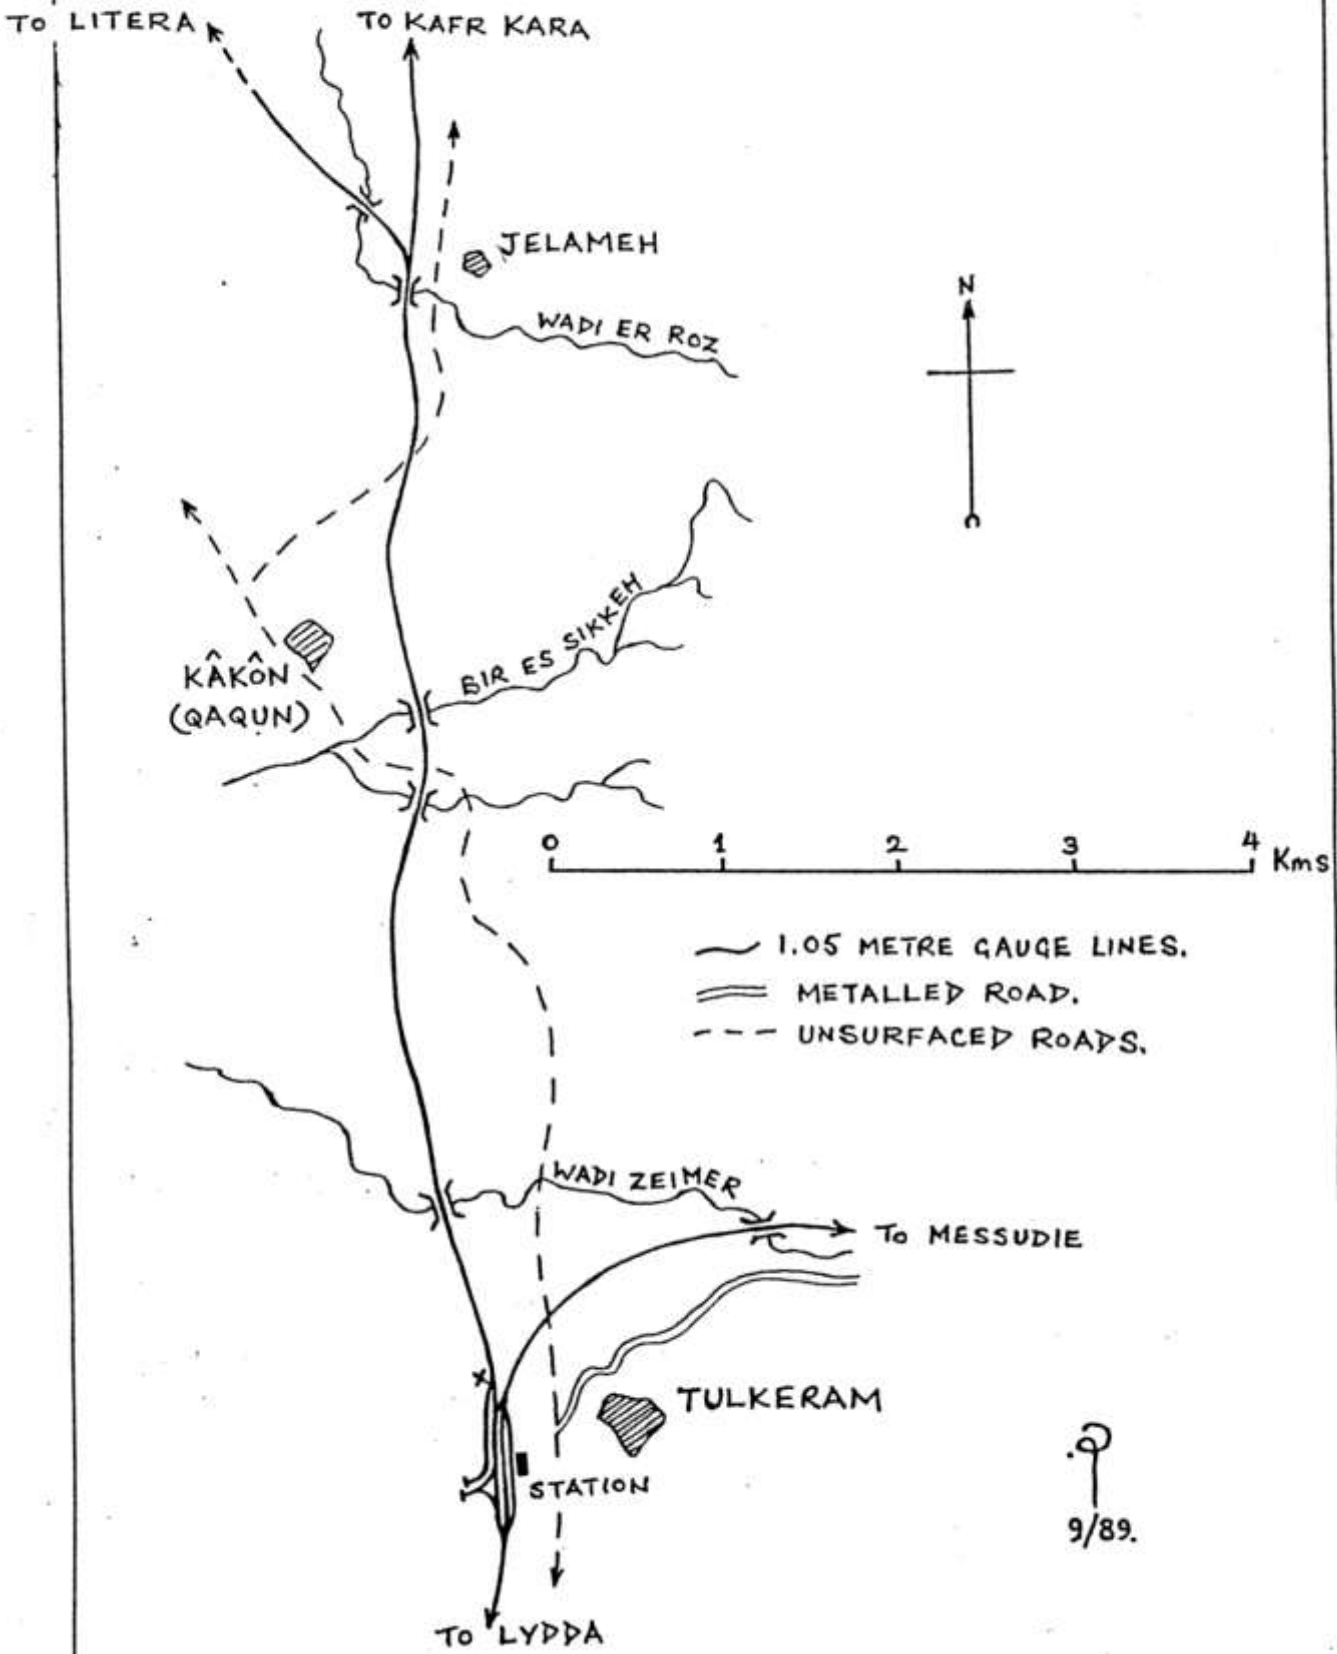 TO LITERA
TO KAFR KARA
JELAMEH
WADI ER ROZ
N
BIR ES SIKKEH
KÂKÔN
(QAQUN)
0 1 2 3 4 Kms
1.05 METRE GAUGE LINES.
METALLED ROAD.
UNSURFACED ROADS.
WADI ZEIMER
TO MESSUDIE
TULKERAM
STATION
9/89.
TO LYDDA